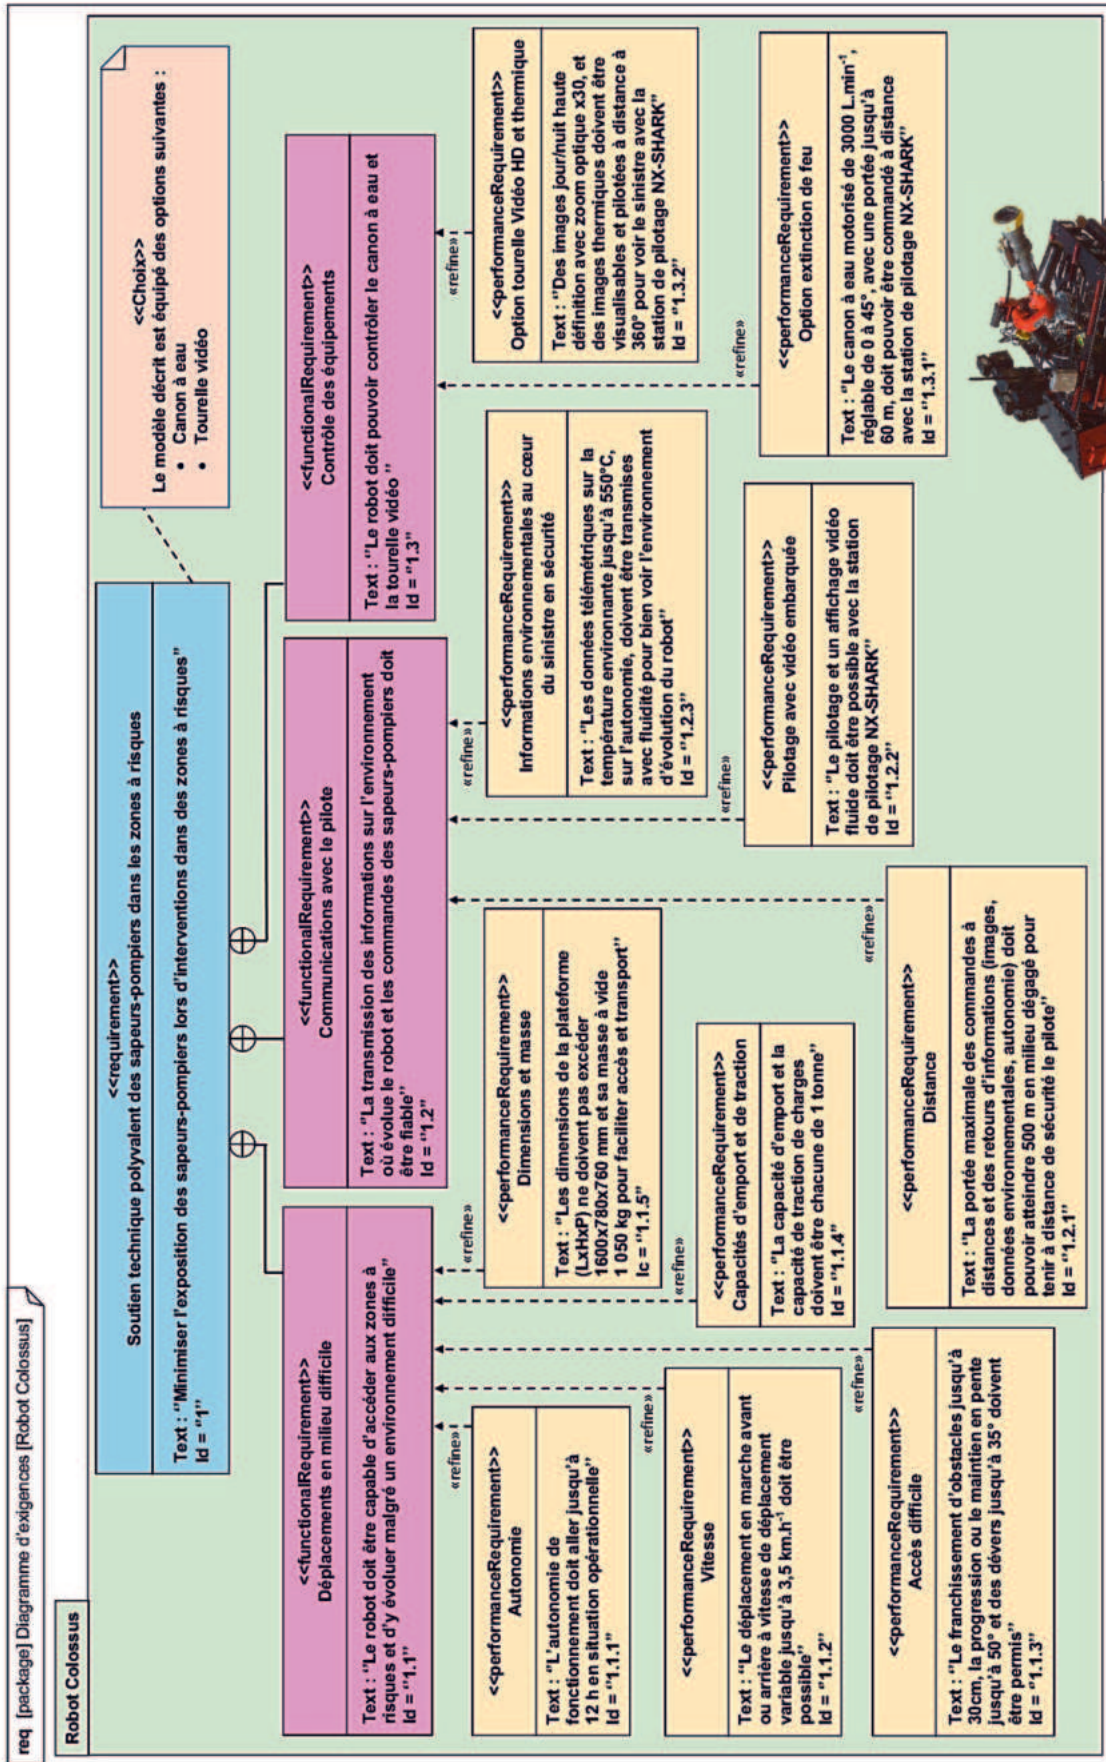 req [package] Diagramme d'exigences [Robot Colossus]
Robot Colossus
<<requirement>>
Soutien technique polyvalent des sapeurs-pompiers dans les zones à risques
Text : "Minimiser l'exposition des sapeurs-pompiers lors d'interventions dans des zones à risques"
Id = "1"
<<Choix>>
Le modèle décrit est équipé des options suivantes :
• Canon à eau
• Tourelle vidéo
<<functionalRequirement>>
Déplacements en milieu difficile
Text : "Le robot doit être capable d'accéder aux zones à
risques et d'y évoluer malgré un environnement difficile"
Id = "1.1"
<<functionalRequirement>>
Communications avec le pilote
Text : "La transmission des informations sur l'environnement
où évolue le robot et les commandes des sapeurs-pompiers doit
être fiable"
Id = "1.2"
<<functionalRequirement>>
Contrôle des équipements
Text : "Le robot doit pouvoir contrôler le canon à eau et
la tourelle vidéo "
Id = "1.3"
«refine»
«refine»
«refine»
«refine»
«refine»
«refine»
«refine»
«refine»
«refine»
«refine»
<<performanceRequirement>>
Autonomie
Text : "L'autonomie de
fonctionnement doit aller jusqu'à
12 h en situation opérationnelle"
Id = "1.1.1"
<<performanceRequirement>>
Dimensions et masse
Text : "Les dimensions de la plateforme
(LxHxP) ne doivent pas excéder
1600x780x760 mm et sa masse à vide
1 050 kg pour faciliter accès et transport"
Ic = "1.1.5"
<<performanceRequirement>>
Informations environnementales au cœur
du sinistre en sécurité
Text : "Les données télémétriques sur la
température environnante jusqu'à 550°C,
sur l'autonomie, doivent être transmises
avec fluidité pour bien voir l'environnement
d'évolution du robot"
Id = "1.2.3"
<<performanceRequirement>>
Option tourelle Vidéo HD et thermique
Text : "Des images jour/nuit haute
définition avec zoom optique x30, et
des images thermiques doivent être
visualisables et pilotées à distance à
360° pour voir le sinistre avec la
station de pilotage NX-SHARK"
Id = "1.3.2"
<<performanceRequirement>>
Vitesse
Text : "Le déplacement en marche avant
ou arrière à vitesse de déplacement
variable jusqu'à 3,5 km.h⁻¹ doit être
possible"
Id = "1.1.2"
<<performanceRequirement>>
Capacités d'emport et de traction
Text : "La capacité d'emport et la
capacité de traction de charges
doivent être chacune de 1 tonne"
Id = "1.1.4"
<<performanceRequirement>>
Pilotage avec vidéo embarquée
Text : "Le pilotage et un affichage vidéo
fluide doit être possible avec la station
de pilotage NX-SHARK"
Id = "1.2.2"
<<performanceRequirement>>
Option extinction de feu
Text : "Le canon à eau motorisé de 3000 L.min⁻¹,
réglable de 0 à 45°, avec une portée jusqu'à
60 m, doit pouvoir être commandé à distance
avec la station de pilotage NX-SHARK"
Id = "1.3.1"
<<performanceRequirement>>
Accès difficile
Text : "Le franchissement d'obstacles jusqu'à
30cm, la progression ou le maintien en pente
jusqu'à 50° et des dévers jusqu'à 35° doivent
être permis"
Id = "1.1.3"
<<performanceRequirement>>
Distance
Text : "La portée maximale des commandes à
distances et des retours d'informations (images,
données environnementales, autonomie) doit
pouvoir atteindre 500 m en milieu dégagé pour
tenir à distance de sécurité le pilote"
Id = "1.2.1"